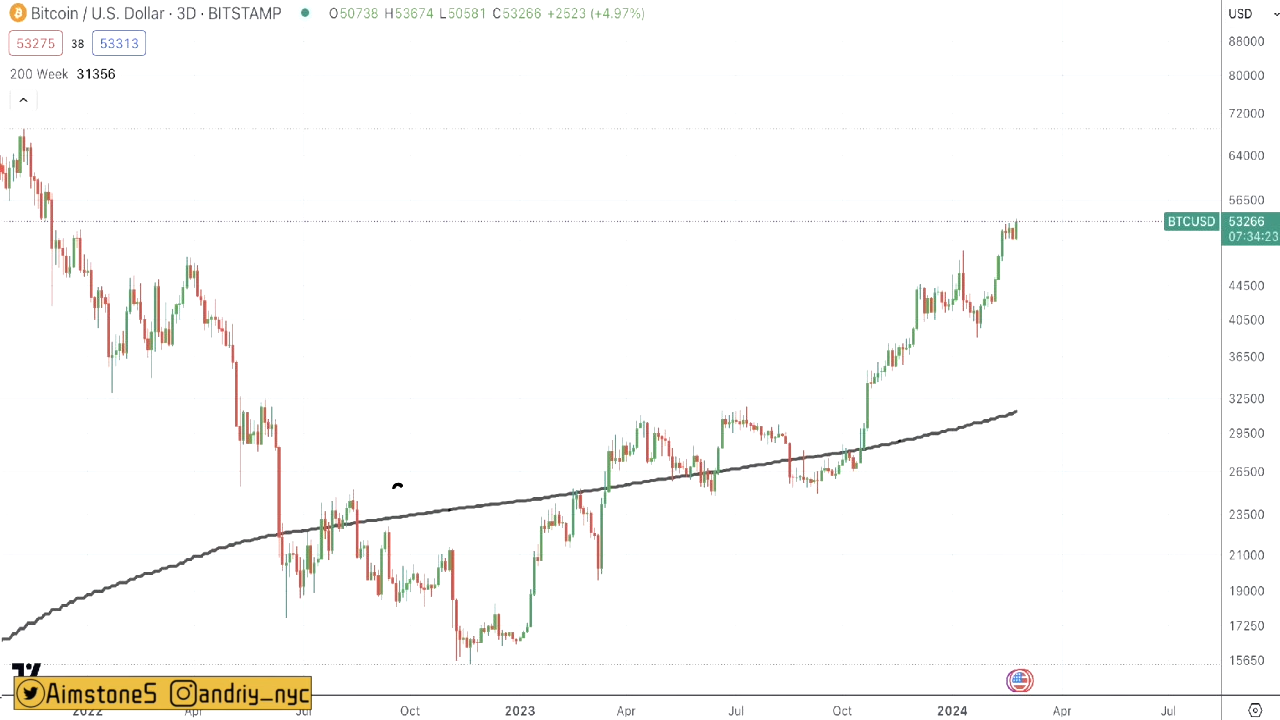 Bitcoin / U.S. Dollar · 3D · BITSTAMP O50738 H53674 L50581 C53266 +2523 (+4.97%)
USD
53275 38 53313
200 Week 31356
88000
80000
72000
64000
56500
BTCUSD 53266
07:34:23
44500
40500
36500
32500
29500
26500
23500
21000
19000
17250
15650
Aimstone5 andriy_nyc
2022 Apr Jul Oct 2023 Apr Jul Oct 2024 Apr Jul